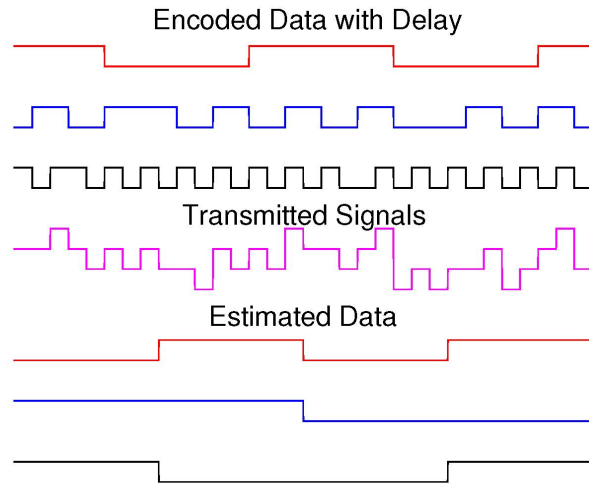 Encoded Data with Delay
Transmitted Signals
Estimated Data